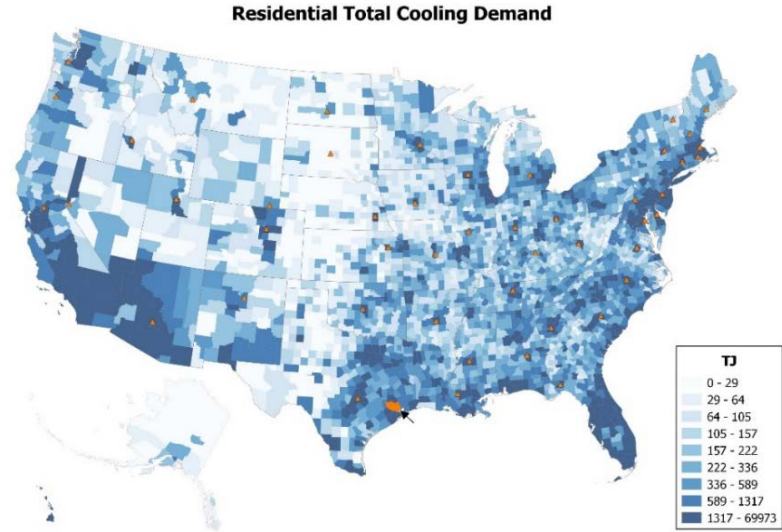 Residential Total Cooling Demand
TJ
0 - 29
29 - 64
64 - 105
105 - 157
157 - 222
222 - 336
336 - 589
589 - 1317
1317 - 69973